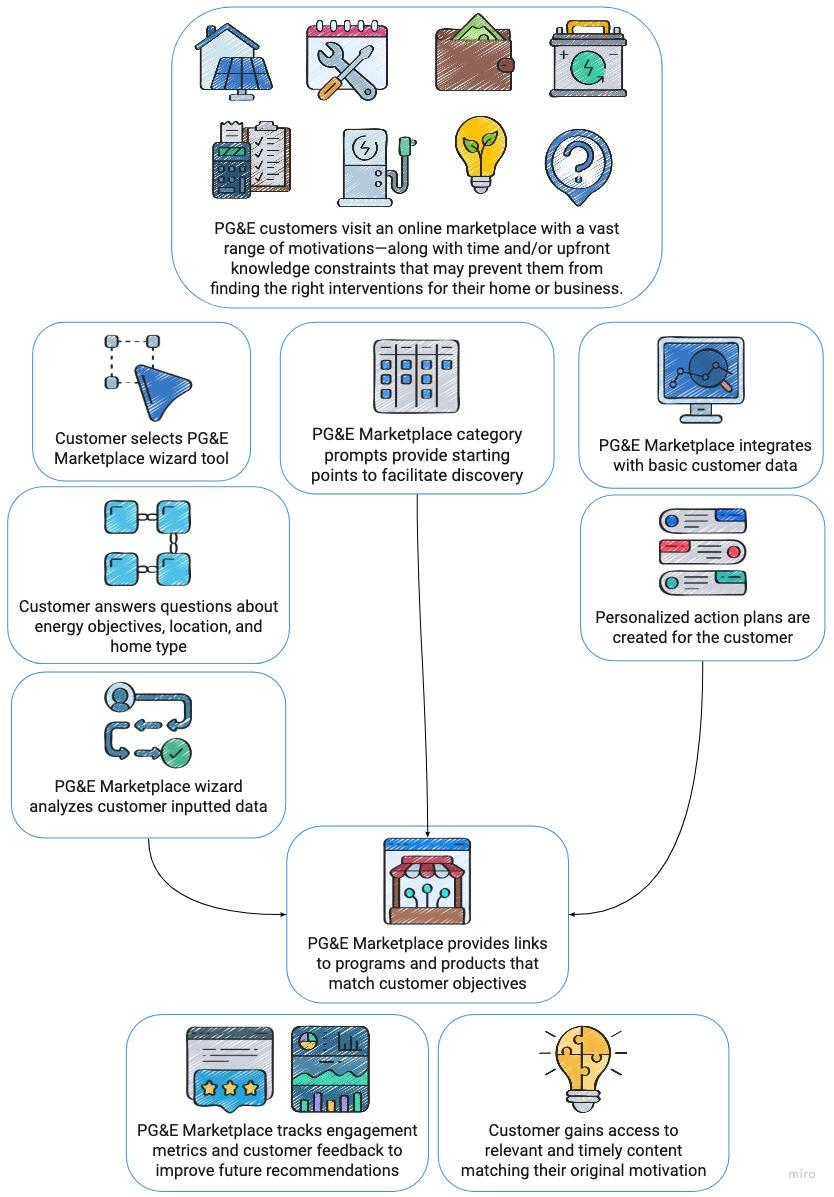 PG&E customers visit an online marketplace with a vast
range of motivations—along with time and/or upfront
knowledge constraints that may prevent them from
finding the right interventions for their home or business.
Customer selects PG&E
Marketplace wizard tool
PG&E Marketplace category
prompts provide starting
points to facilitate discovery
PG&E Marketplace integrates
with basic customer data
Customer answers questions about
energy objectives, location, and
home type
Personalized action plans are
created for the customer
PG&E Marketplace wizard
analyzes customer inputted data
PG&E Marketplace provides links
to programs and products that
match customer objectives
PG&E Marketplace tracks engagement
metrics and customer feedback to
improve future recommendations
Customer gains access to
relevant and timely content
matching their original motivation
miro